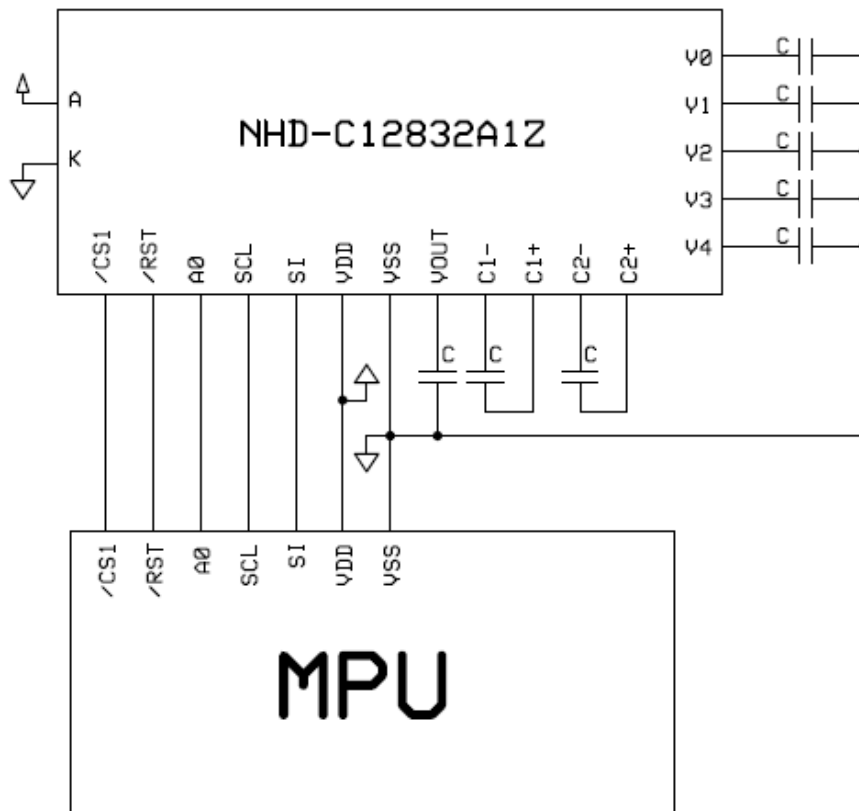 V0 C
A V1 C
NHD-C12832A1Z
K V2 C
V3 C
V4 C
/CS1 /RST A0 SCL SI VDD VSS VOUT C1- C1+ C2- C2+
C C C
/CS1 /RST A0 SCL SI VDD VSS
MPU